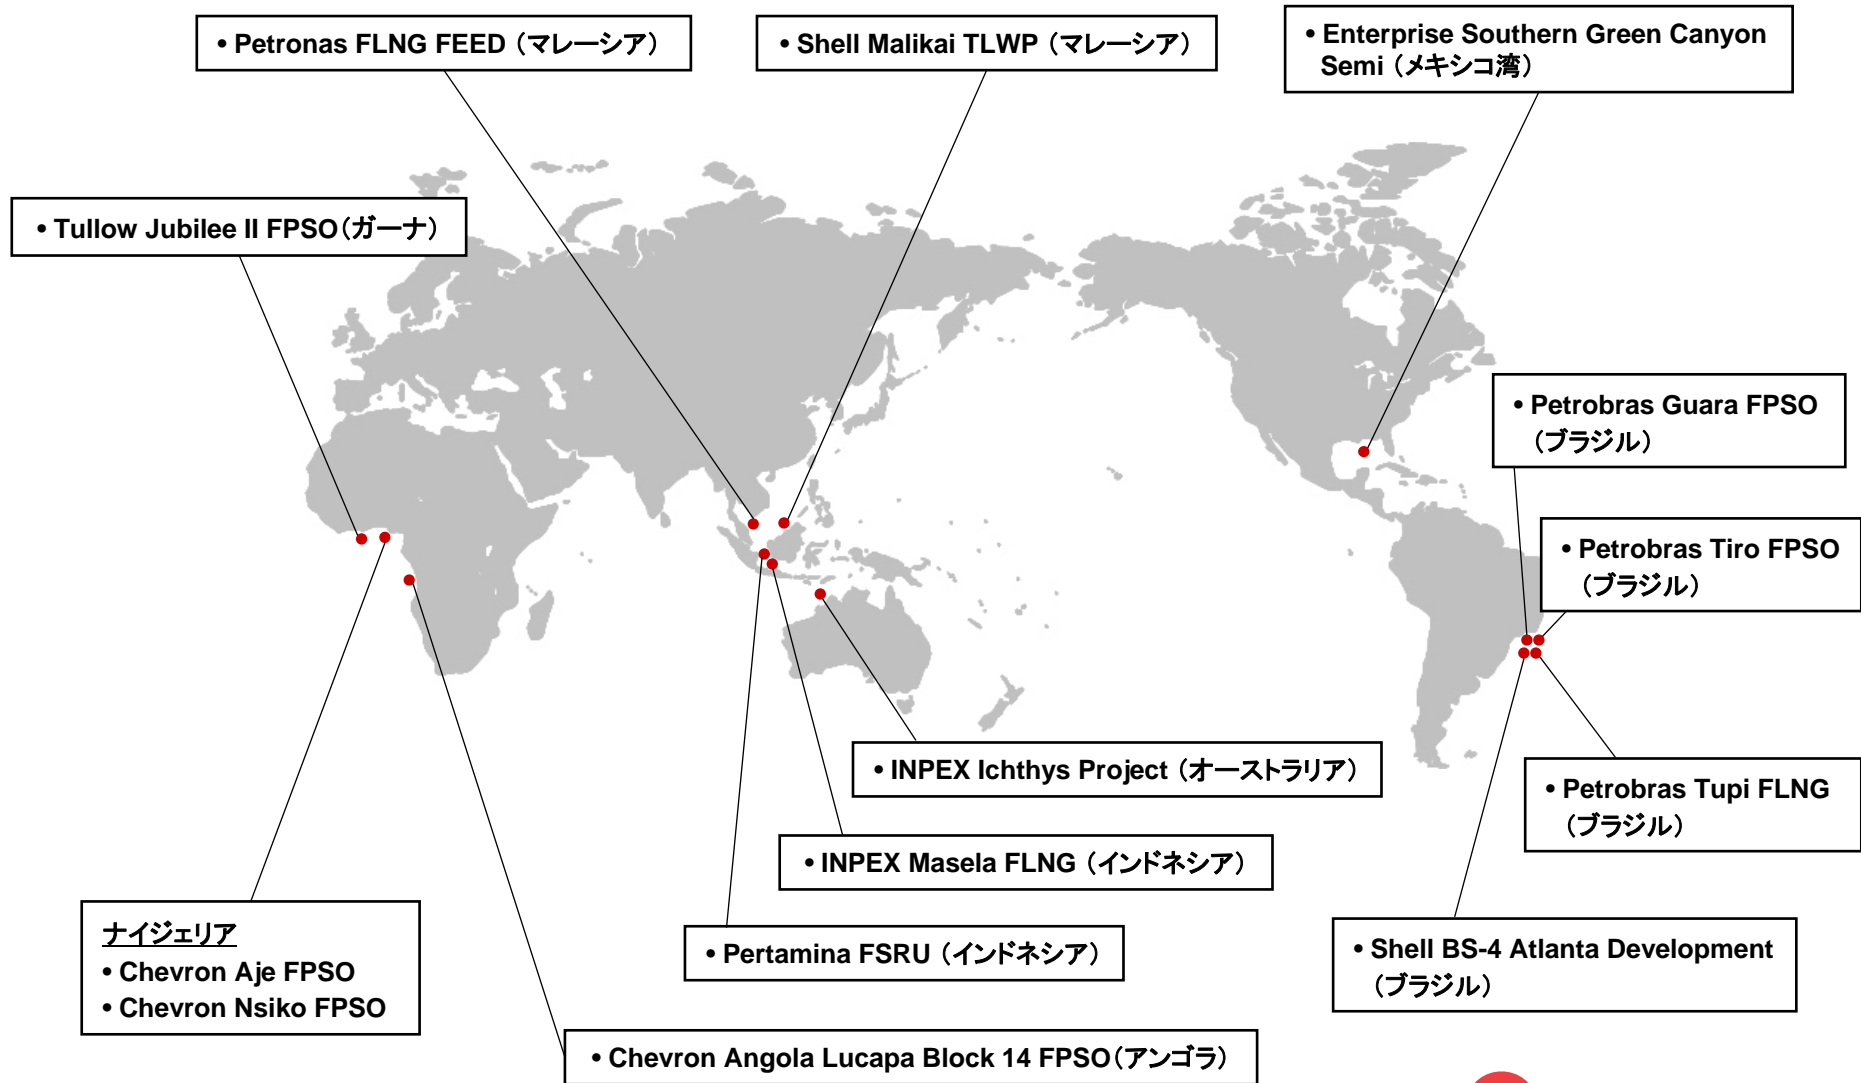 • Petronas FLNG FEED（マレーシア）
• Shell Malikai TLWP（マレーシア）
• Enterprise Southern Green Canyon
Semi（メキシコ湾）
• Tullow Jubilee II FPSO（ガーナ）
• Petrobras Guara FPSO
（ブラジル）
• Petrobras Tiro FPSO
（ブラジル）
• INPEX Ichthys Project（オーストラリア）
• Petrobras Tupi FLNG
（ブラジル）
• INPEX Masela FLNG（インドネシア）
ナイジェリア
• Chevron Aje FPSO
• Chevron Nsiko FPSO
• Pertamina FSRU（インドネシア）
• Shell BS-4 Atlanta Development
（ブラジル）
• Chevron Angola Lucapa Block 14 FPSO（アンゴラ）